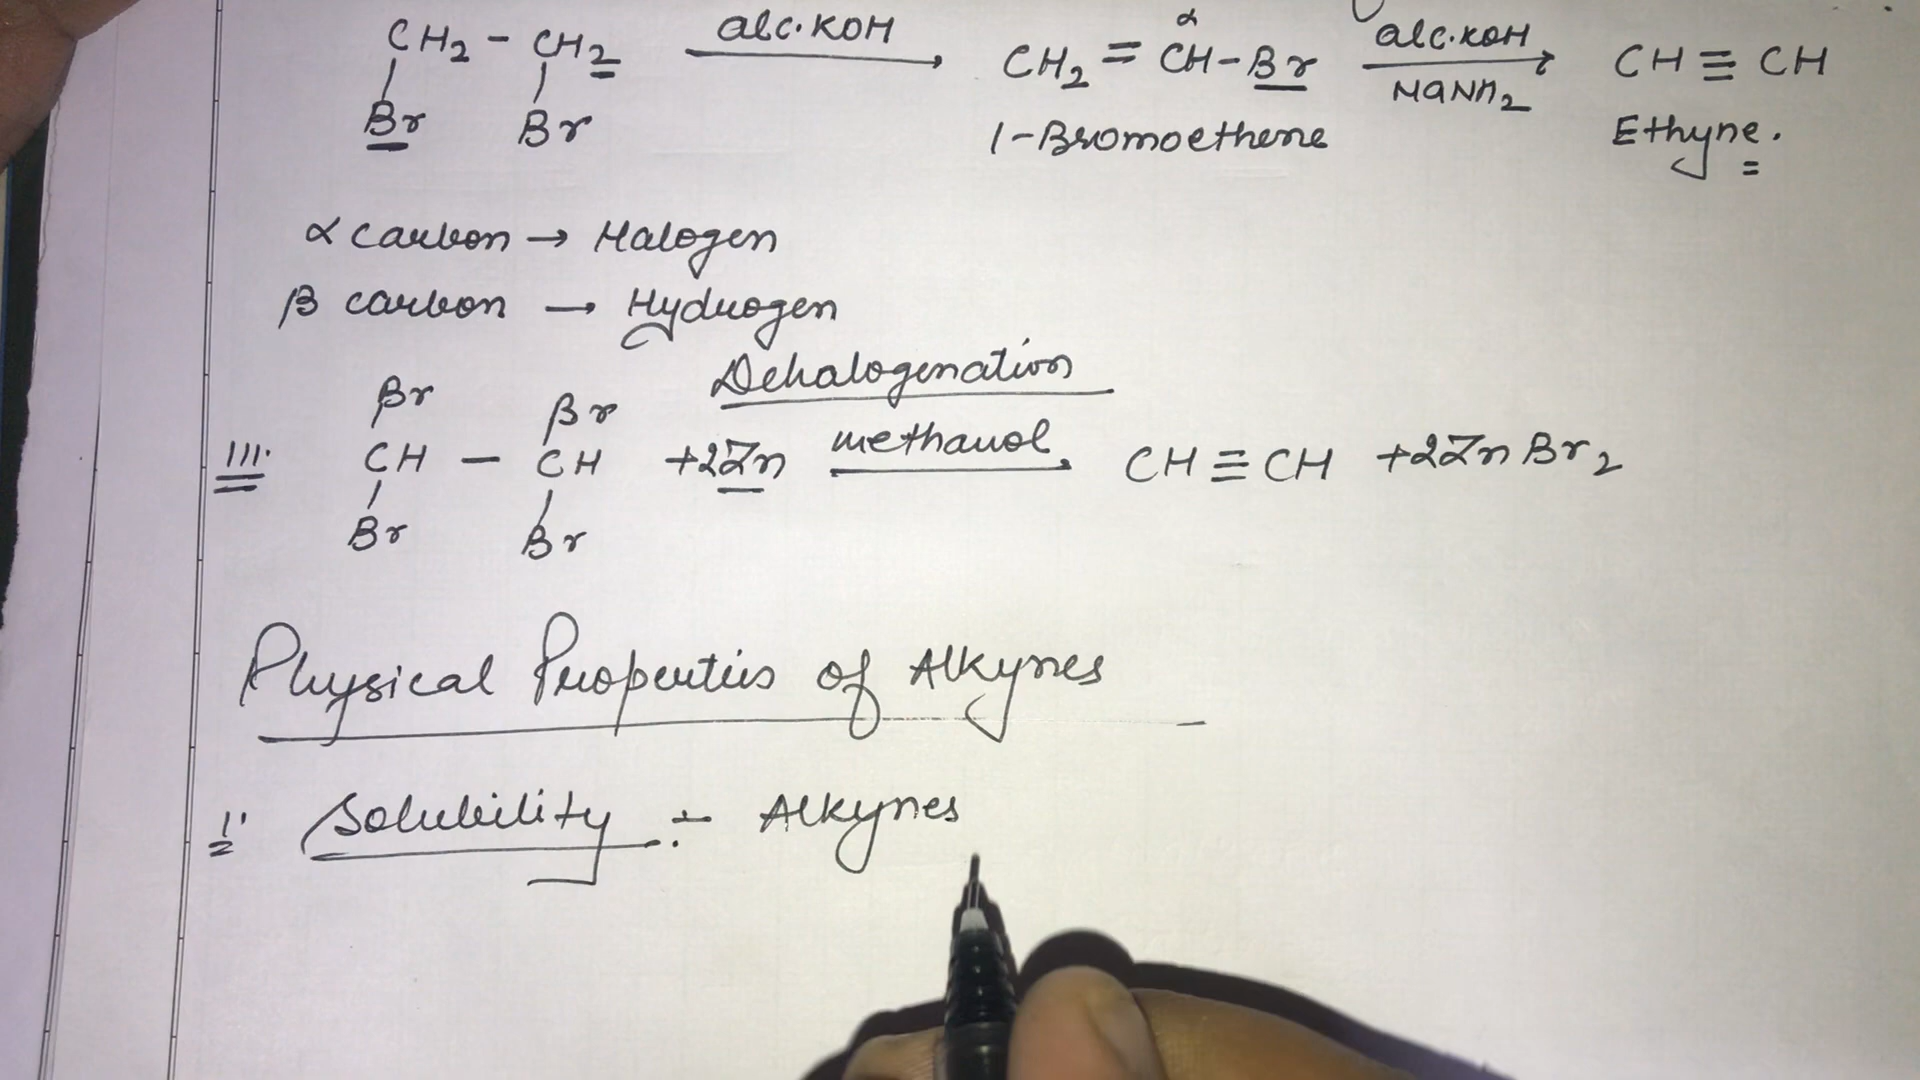 CH2 - CH2 alc.KOH → CH2 = CH-Br alc.KOH → CH ≡ CH
α
NaNH2
Br Br 1-Bromoethene Ethyne.
α carbon → Halogen
β carbon → Hydrogen
Dehalogenation
Br Br
III. CH - CH +2Zn methanol → CH ≡ CH +2ZnBr2
Br Br
Physical Properties of Alkynes
1. Solubility :- Alkynes